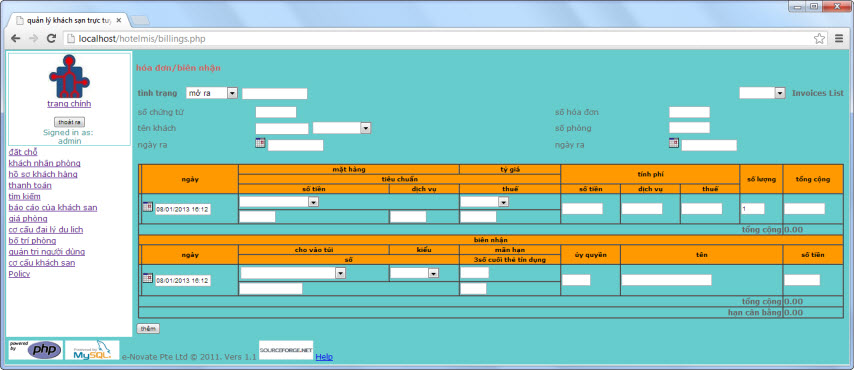 quản lý khách sạn trực tu
localhost/hotelmis/billings.php
trang chính
thoát ra
Signed in as:
admin
đặt chỗ
khách nhận phòng
hồ sơ khách hàng
thanh toán
tìm kiếm
báo cáo của khách sạn
giá phòng
cơ cấu đại lý du lịch
bố trí phòng
quản trị người dùng
cơ cấu khách sạn
Policy
hóa đơn/biên nhận
tình trạng mở ra Invoices List
số chứng từ số hóa đơn
tên khách số phòng
ngày ra ngày ra
ngày mặt hàng tỷ giá tính phí số lượng tổng cộng
tiêu chuẩn
số tiền dịch vụ thuế số tiền dịch vụ thuế
08/01/2013 16:12 1
tổng cộng 0.00
biên nhận
ngày cho vào túi kiểu mãn hạn ủy quyền tên số tiền
số 3số cuối thẻ tín dụng
08/01/2013 16:12
tổng cộng 0.00
hạn cân bằng 0.00
thêm
powered by php Powered by MySQL e-Novate Pte Ltd © 2011. Vers 1.1 SOURCEFORGE.NET Help